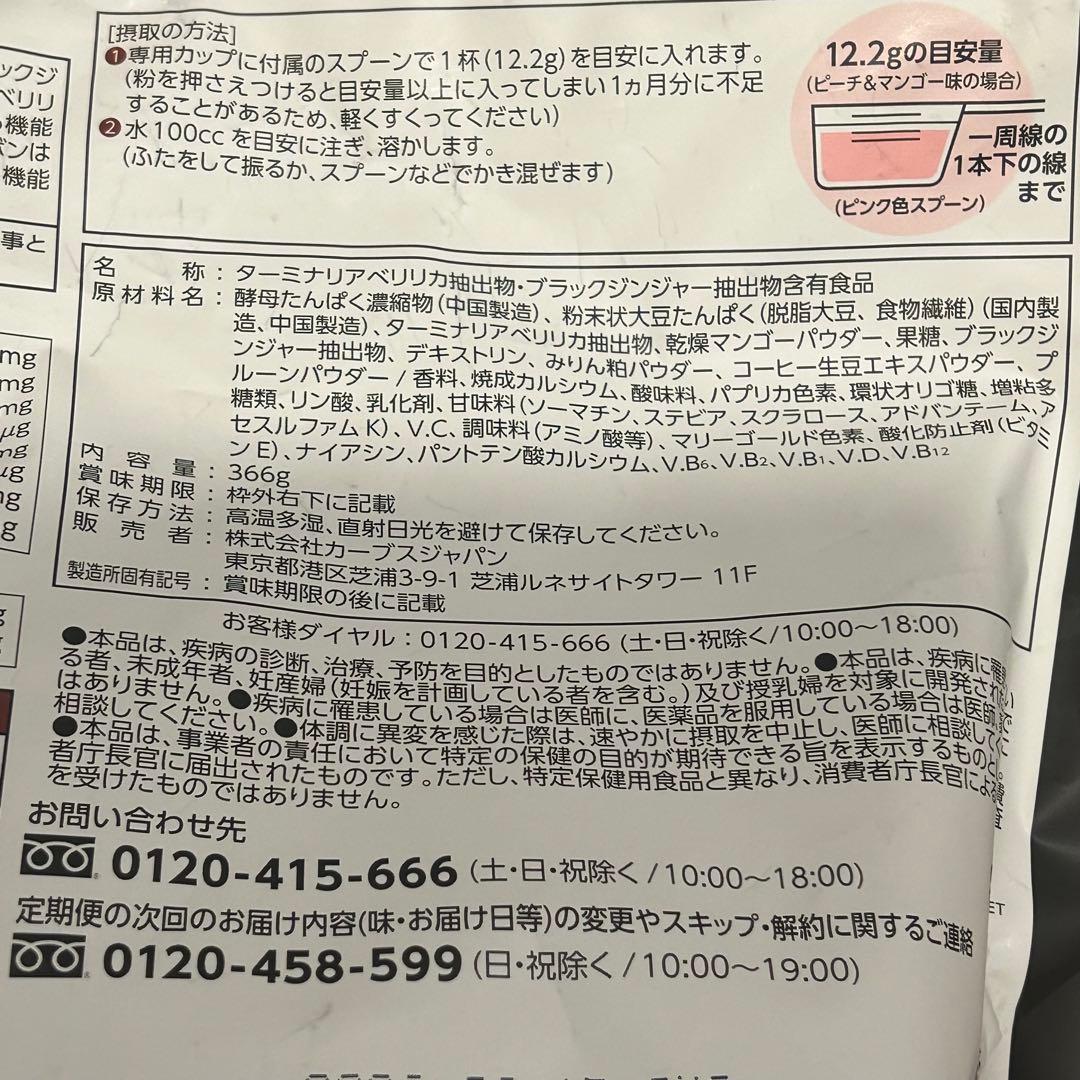 [摂取の方法]
❶専用カップに付属のスプーンで1杯(12.2g)を目安に入れます。
(粉を押さえつけると目安量以上に入ってしまい1ヵ月分に不足
することがあるため、軽くすくってください)
❷水100ccを目安に注ぎ、溶かします。
(ふたをして振るか、スプーンなどでかき混ぜます)
12.2gの目安量
(ピーチ&マンゴー味の場合)
一周線の
1本下の線
まで
(ピンク色スプーン)
ックジ
ベリリ
機能
ボンは
機能
事と
mg
mg
mg
μg
mg
μg
mg
g
名称:ターミナリアベリリカ抽出物・ブラックジンジャー抽出物含有食品
原材料名:酵母たんぱく濃縮物(中国製造)、粉末状大豆たんぱく(脱脂大豆、食物繊維)(国内製
造、中国製造)、ターミナリアベリリカ抽出物、乾燥マンゴーパウダー、果糖、ブラックジ
ンジャー抽出物、デキストリン、みりん粕パウダー、コーヒー生豆エキスパウダー、プ
ルーンパウダー/香料、焼成カルシウム、酸味料、パプリカ色素、環状オリゴ糖、増粘多
糖類、リン酸、乳化剤、甘味料(ソーマチン、ステビア、スクラロース、アドバンテーム、ア
セスルファムK)、V.C、調味料(アミノ酸等)、マリーゴールド色素、酸化防止剤(ビタミ
ンE)、ナイアシン、パントテン酸カルシウム、V.B6、V.B2、V.B1、V.D、V.B12
内容量:366g
賞味期限:枠外右下に記載
保存方法:高温多湿、直射日光を避けて保存してください。
販売者:株式会社カーブスジャパン
東京都港区芝浦3-9-1 芝浦ルネサイトタワー 11F
製造所固有記号:賞味期限の後に記載
お客様ダイヤル:0120-415-666 (土・日・祝除く/10:00〜18:00)
●本品は、疾病の診断、治療、予防を目的としたものではありません。●本品は、疾病に
る者、未成年者、妊産婦(妊娠を計画している者を含む。)及び授乳婦を対象に開発され
はありません。●疾病に罹患している場合は医師に、医薬品を服用している場合は医師
相談してください。●体調に異変を感じた際は、速やかに摂取を中止し、医師に相談して
●本品は、事業者の責任において特定の保健の目的が期待できる旨を表示するもの
者庁長官に届出されたものです。ただし、特定保健用食品と異なり、消費者庁長官によ
を受けたものではありません。
お問い合わせ先
0120-415-666 (土・日・祝除く/10:00〜18:00)
定期便の次回のお届け内容(味・お届け日等)の変更やスキップ・解約に関するご連絡
0120-458-599 (日・祝除く/10:00〜19:00)
ET